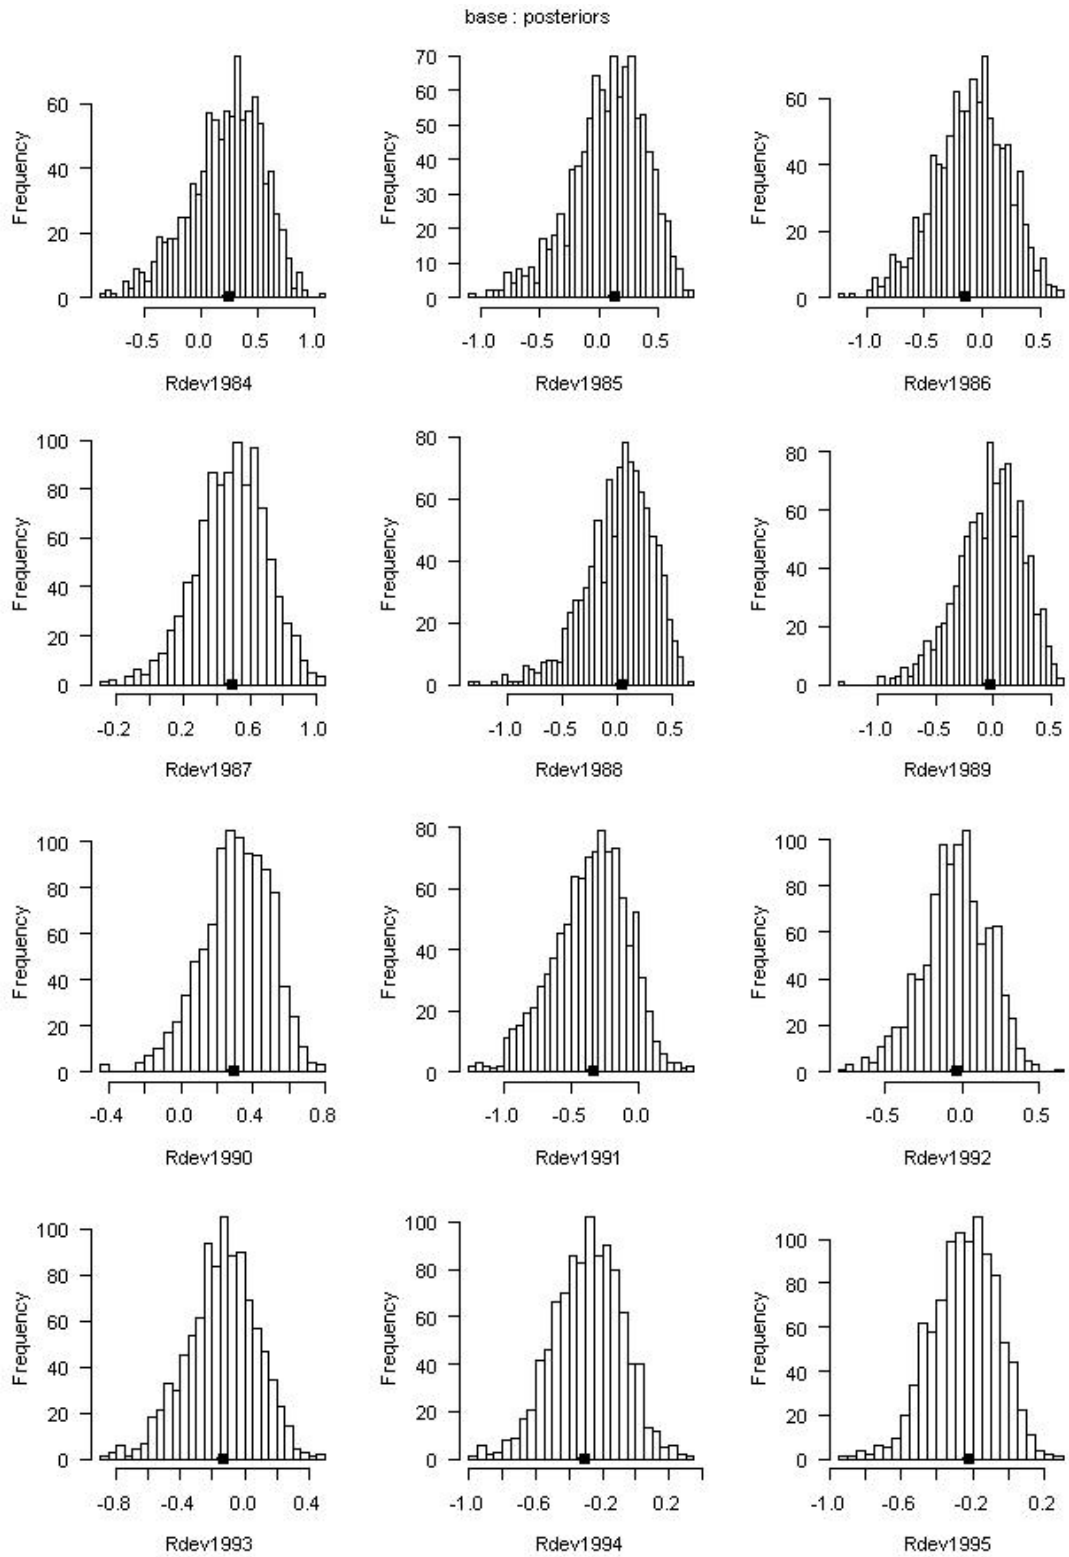 base : posteriors
Frequency
0 20 40 60
-0.5 0.0 0.5 1.0
Rdev1984
Frequency
0 10 20 30 40 50 60 70
-1.0 -0.5 0.0 0.5
Rdev1985
Frequency
0 20 40 60
-1.0 -0.5 0.0 0.5
Rdev1986
Frequency
0 20 40 60 80 100
-0.2 0.2 0.6 1.0
Rdev1987
Frequency
0 20 40 60 80
-1.0 -0.5 0.0 0.5
Rdev1988
Frequency
0 20 40 60 80
-1.0 -0.5 0.0 0.5
Rdev1989
Frequency
0 20 40 60 80 100
-0.4 0.0 0.4 0.8
Rdev1990
Frequency
0 20 40 60 80
-1.0 -0.5 0.0
Rdev1991
Frequency
0 20 40 60 80 100
-0.5 0.0 0.5
Rdev1992
Frequency
0 20 40 60 80 100
-0.8 -0.4 0.0 0.4
Rdev1993
Frequency
0 20 40 60 80 100
-1.0 -0.6 -0.2 0.2
Rdev1994
Frequency
0 20 40 60 80 100
-1.0 -0.6 -0.2 0.2
Rdev1995